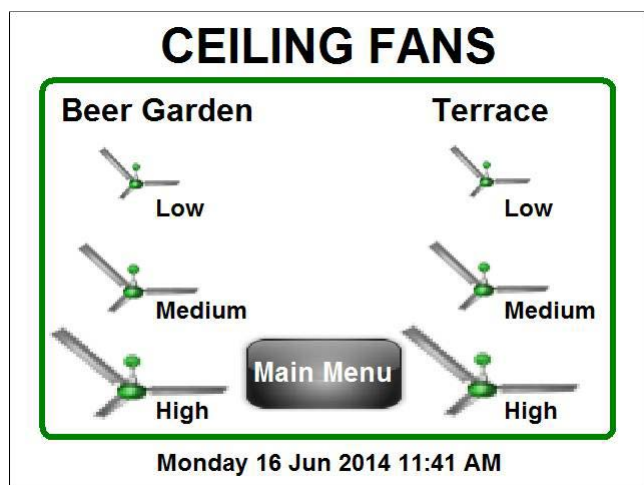 CEILING FANS
Beer Garden
Terrace
Low
Low
Medium
Medium
Main Menu
High
High
Monday 16 Jun 2014 11:41 AM